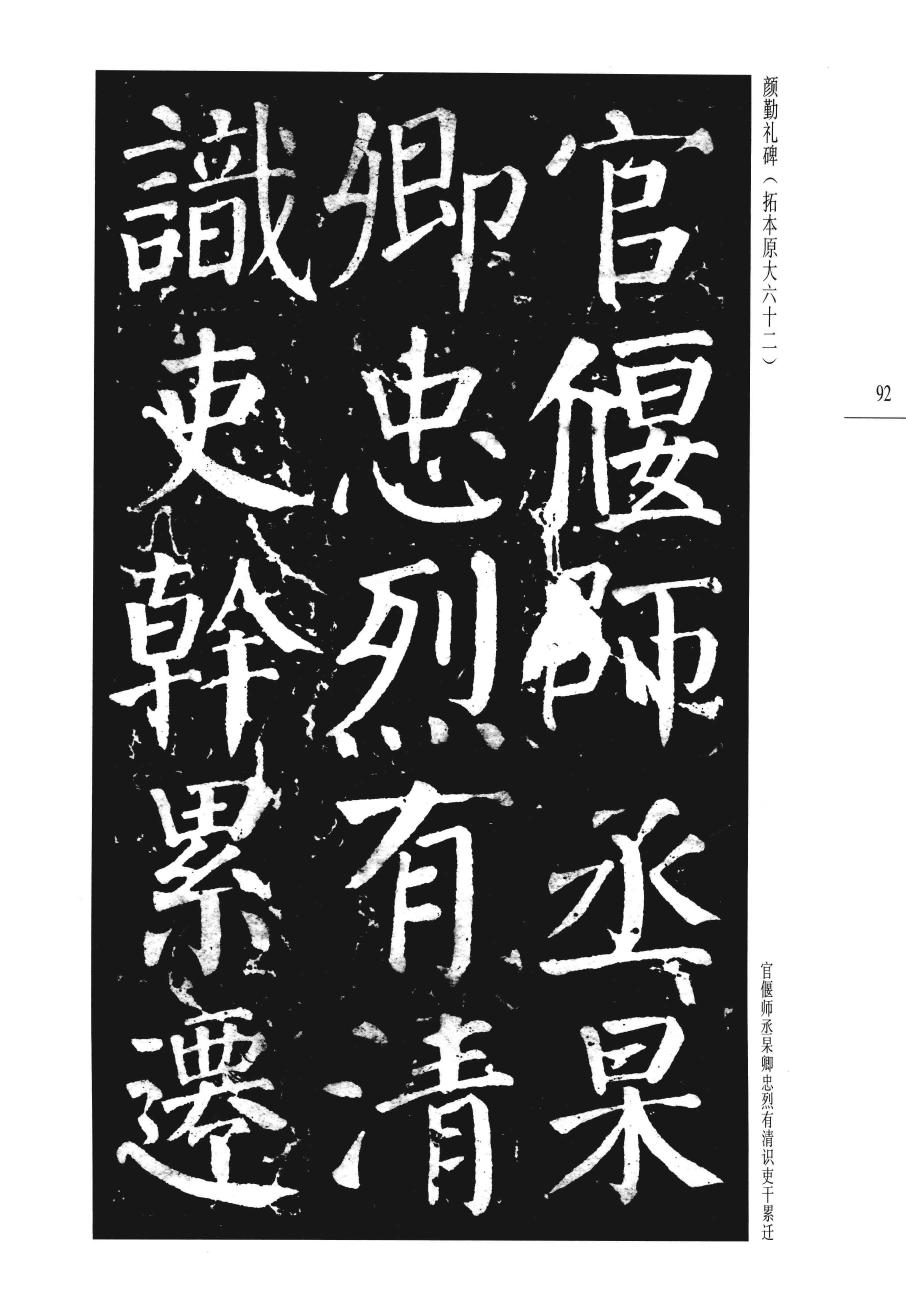 颜勤礼碑（拓本原大六十二）
92
官偃師丞杲
卿忠烈有清
識吏幹累遷
官偃师丞杲卿忠烈有清识吏干累迁